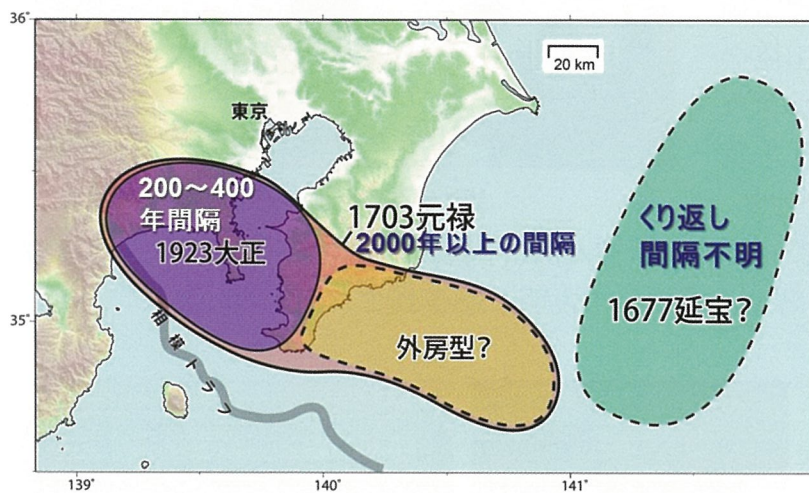 36°
20 km
東京
200〜400
年間隔
1923大正
1703元禄
2000年以上の間隔
くり返し
間隔不明
1677延宝?
35°
外房型?
相模トラフ
139°
140°
141°